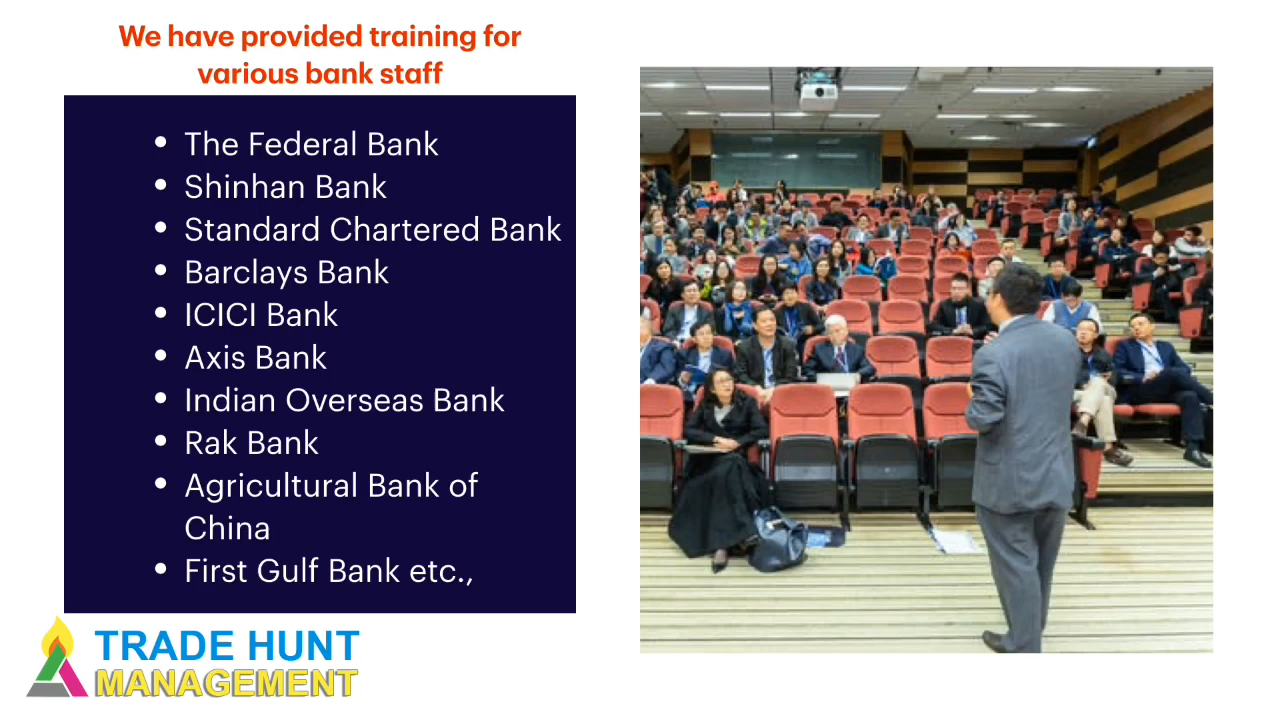 We have provided training for
various bank staff
• The Federal Bank
• Shinhan Bank
• Standard Chartered Bank
• Barclays Bank
• ICICI Bank
• Axis Bank
• Indian Overseas Bank
• Rak Bank
• Agricultural Bank of
China
• First Gulf Bank etc.,
TRADE HUNT
MANAGEMENT